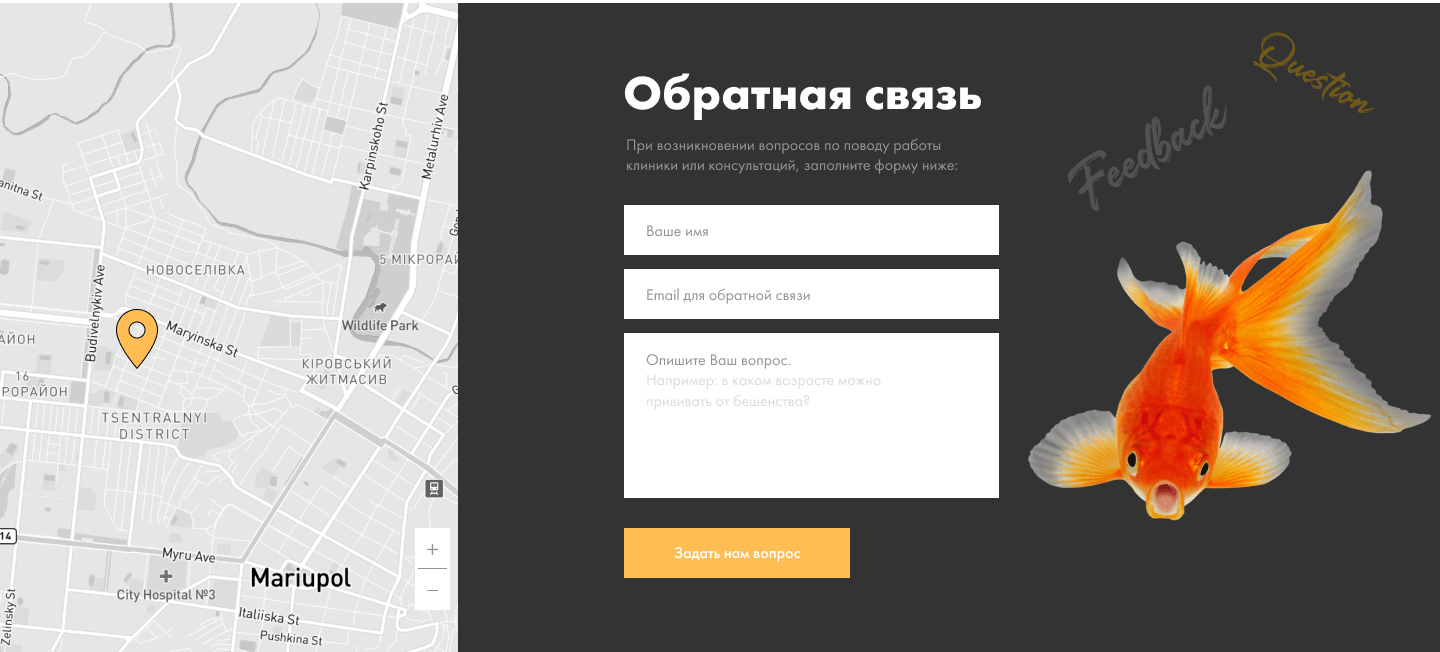 Karpinskoho St
Metalurhiv Ave
anitna St
НОВОСЕЛІВКА
5 МІКРОРАЙ
Budivelnykiv Ave
Maryinska St
Wildlife Park
АЙОН
КІРОВСЬКИЙ
ЖИТМАСИВ
16
РОРАЙОН
TSENTRALNYI
DISTRICT
14
Myru Ave
Mariupol
City Hospital №3
Zelinsky St
Italiiska St
Pushkina St
+
−
Обратная связь
При возникновении вопросов по поводу работы
клиники или консультаций, заполните форму ниже:
Ваше имя
Email для обратной связи
Опишите Ваш вопрос.
Например: в каком возрасте можно
прививать от бешенства?
Задать нам вопрос
Question
Feedback